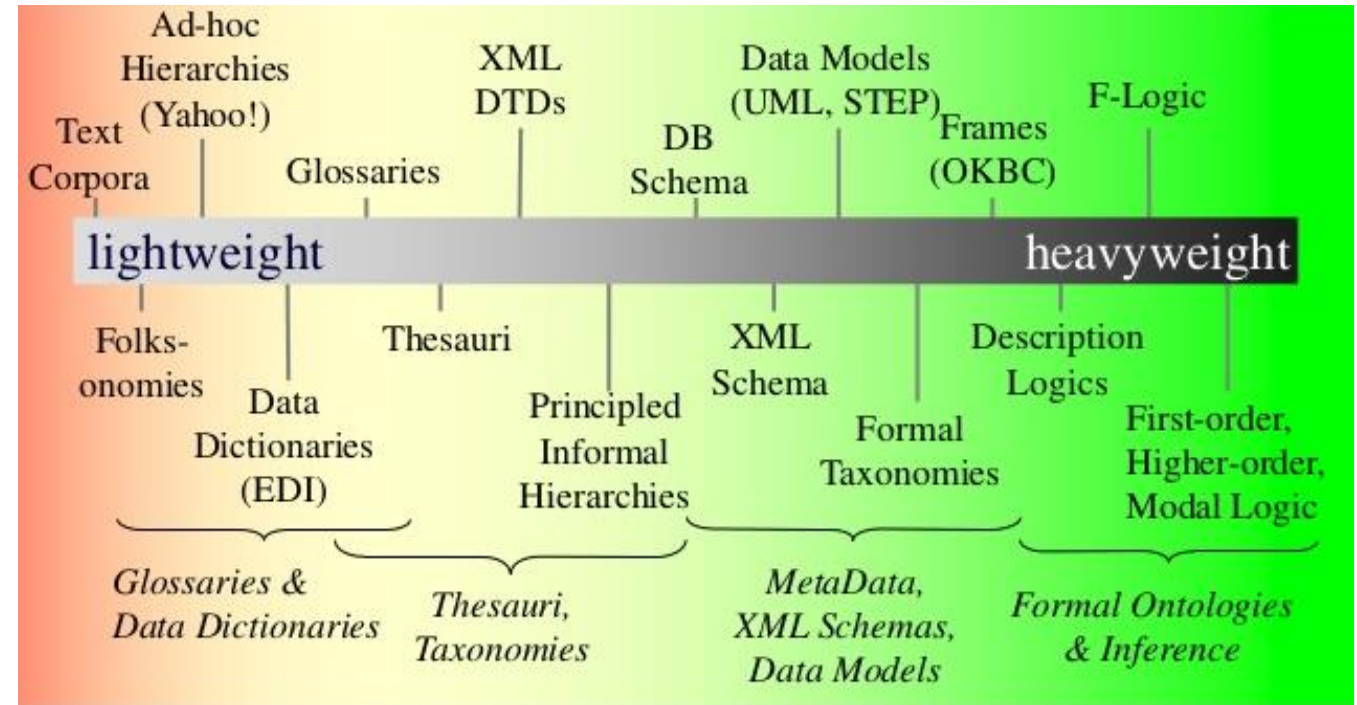 Ad-hoc
Hierarchies
(Yahoo!)
Text
Corpora
Glossaries
XML
DTDs
DB
Schema
Data Models
(UML, STEP)
Frames
(OKBC)
F-Logic
lightweight
heavyweight
Folks-
onomies
Data
Dictionaries
(EDI)
Thesauri
Principled
Informal
Hierarchies
XML
Schema
Formal
Taxonomies
Description
Logics
First-order,
Higher-order,
Modal Logic
Glossaries &
Data Dictionaries
Thesauri,
Taxonomies
MetaData,
XML Schemas,
Data Models
Formal Ontologies
& Inference